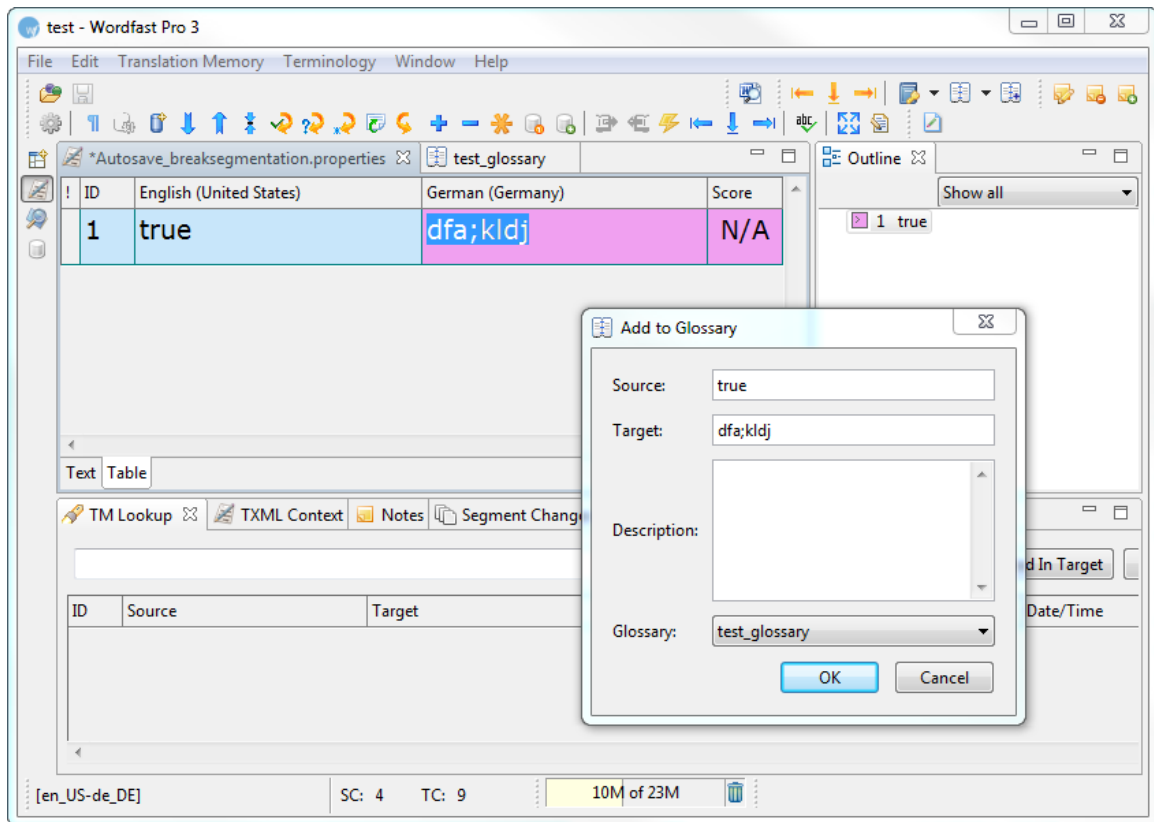 test - Wordfast Pro 3
File Edit Translation Memory Terminology Window Help
*Autosave_breaksegmentation.properties
test_glossary
Outline
! ID English (United States) German (Germany) Score
Show all
1 true dfa;kldj N/A
1 true
Add to Glossary
Source: true
Target: dfa;kldj
Description:
Glossary: test_glossary
OK Cancel
Text Table
TM Lookup TXML Context Notes Segment Chang
d In Target
ID Source Target Date/Time
[en_US-de_DE] SC: 4 TC: 9 10M of 23M